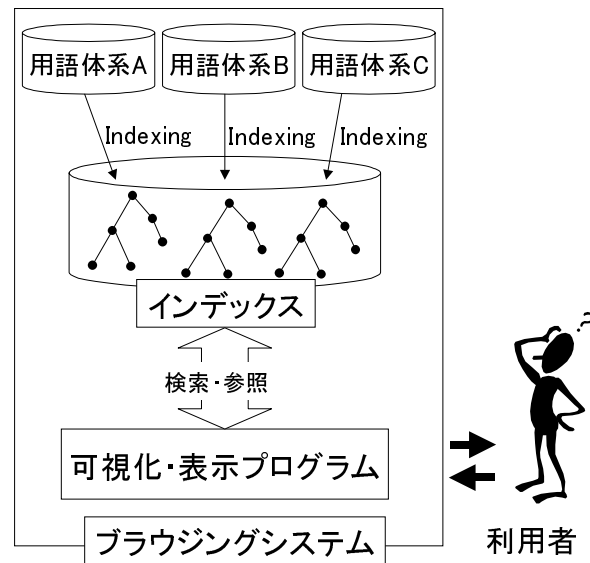 用語体系A
用語体系B
用語体系C
Indexing
Indexing
Indexing
インデックス
検索・参照
可視化・表示プログラム
ブラウジングシステム
利用者
?